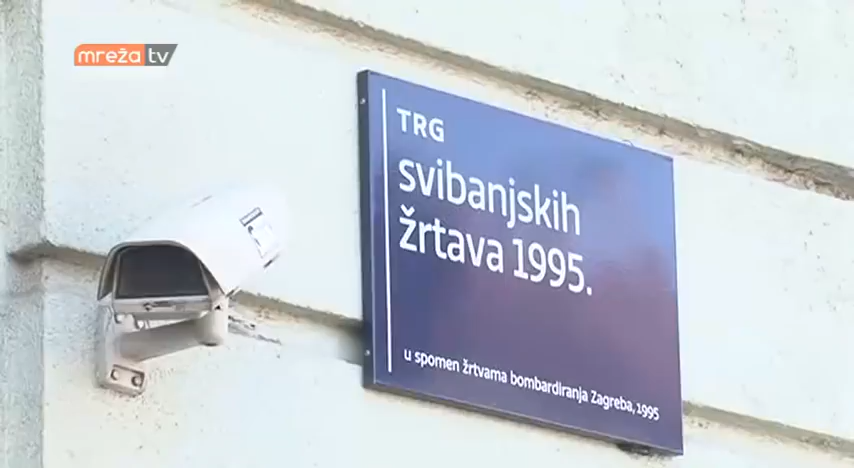 mreža tv
TRG
svibanjskih
žrtava 1995.
u spomen žrtvama bombardiranja Zagreba, 1995